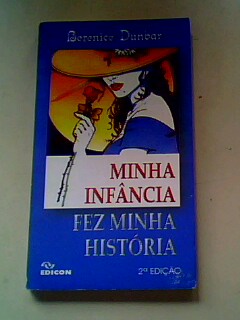 Berenice Dunvar
MINHA
INFÂNCIA
FEZ MINHA
HISTÓRIA
EDICON
2ª EDIÇÃO